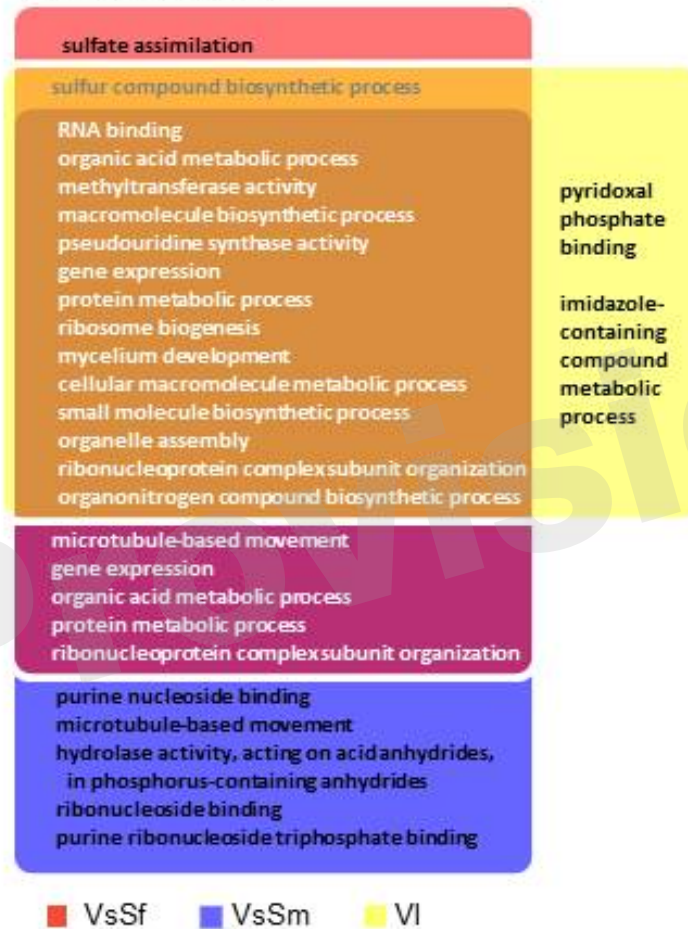 sulfate assimilation
sulfur compound biosynthetic process
RNA binding
organic acid metabolic process
methyltransferase activity
macromolecule biosynthetic process
pseudouridine synthase activity
gene expression
protein metabolic process
ribosome biogenesis
mycelium development
cellular macromolecule metabolic process
small molecule biosynthetic process
organelle assembly
ribonucleoprotein complex subunit organization
organonitrogen compound biosynthetic process
pyridoxal
phosphate
binding
imidazole-
containing
compound
metabolic
process
microtubule-based movement
gene expression
organic acid metabolic process
protein metabolic process
ribonucleoprotein complex subunit organization
purine nucleoside binding
microtubule-based movement
hydrolase activity, acting on acid anhydrides,
in phosphorus-containing anhydrides
ribonucleoside binding
purine ribonucleoside triphosphate binding
VsSf VsSm Vl